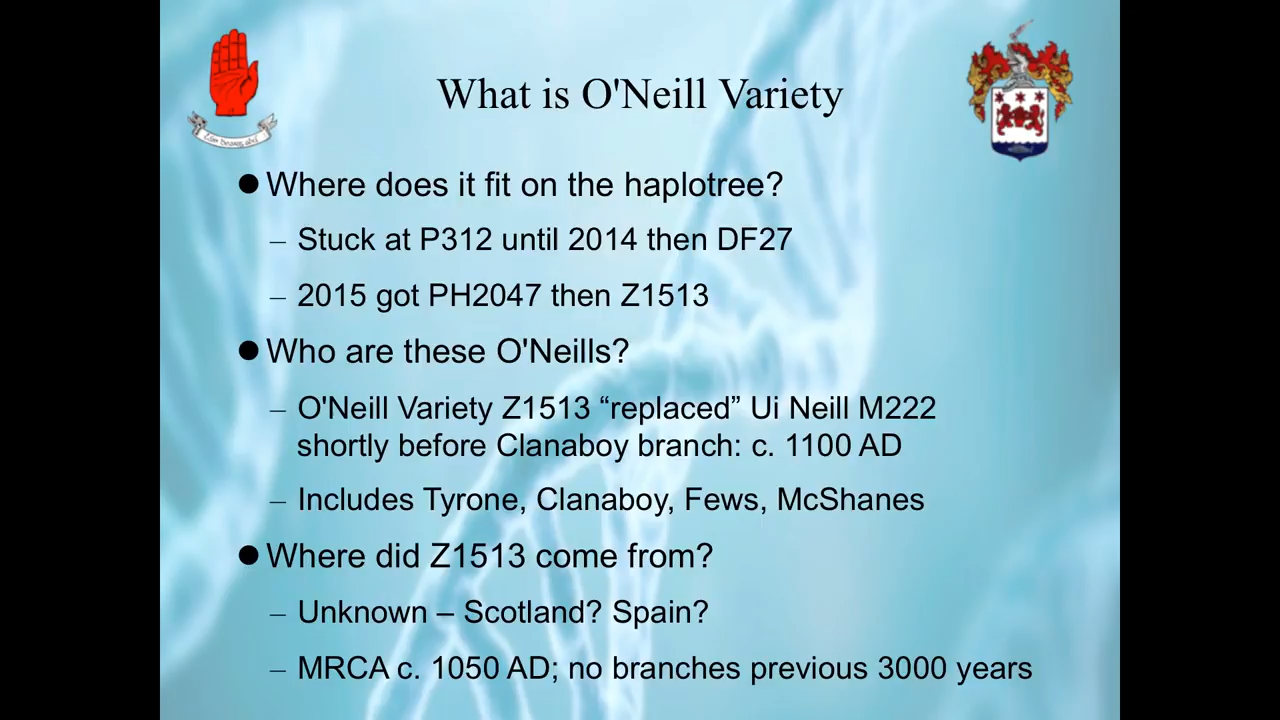 What is O'Neill Variety
Where does it fit on the haplotree?
– Stuck at P312 until 2014 then DF27
– 2015 got PH2047 then Z1513
Who are these O'Neills?
– O'Neill Variety Z1513 “replaced” Ui Neill M222
shortly before Clanaboy branch: c. 1100 AD
– Includes Tyrone, Clanaboy, Fews, McShanes
Where did Z1513 come from?
– Unknown – Scotland? Spain?
– MRCA c. 1050 AD; no branches previous 3000 years